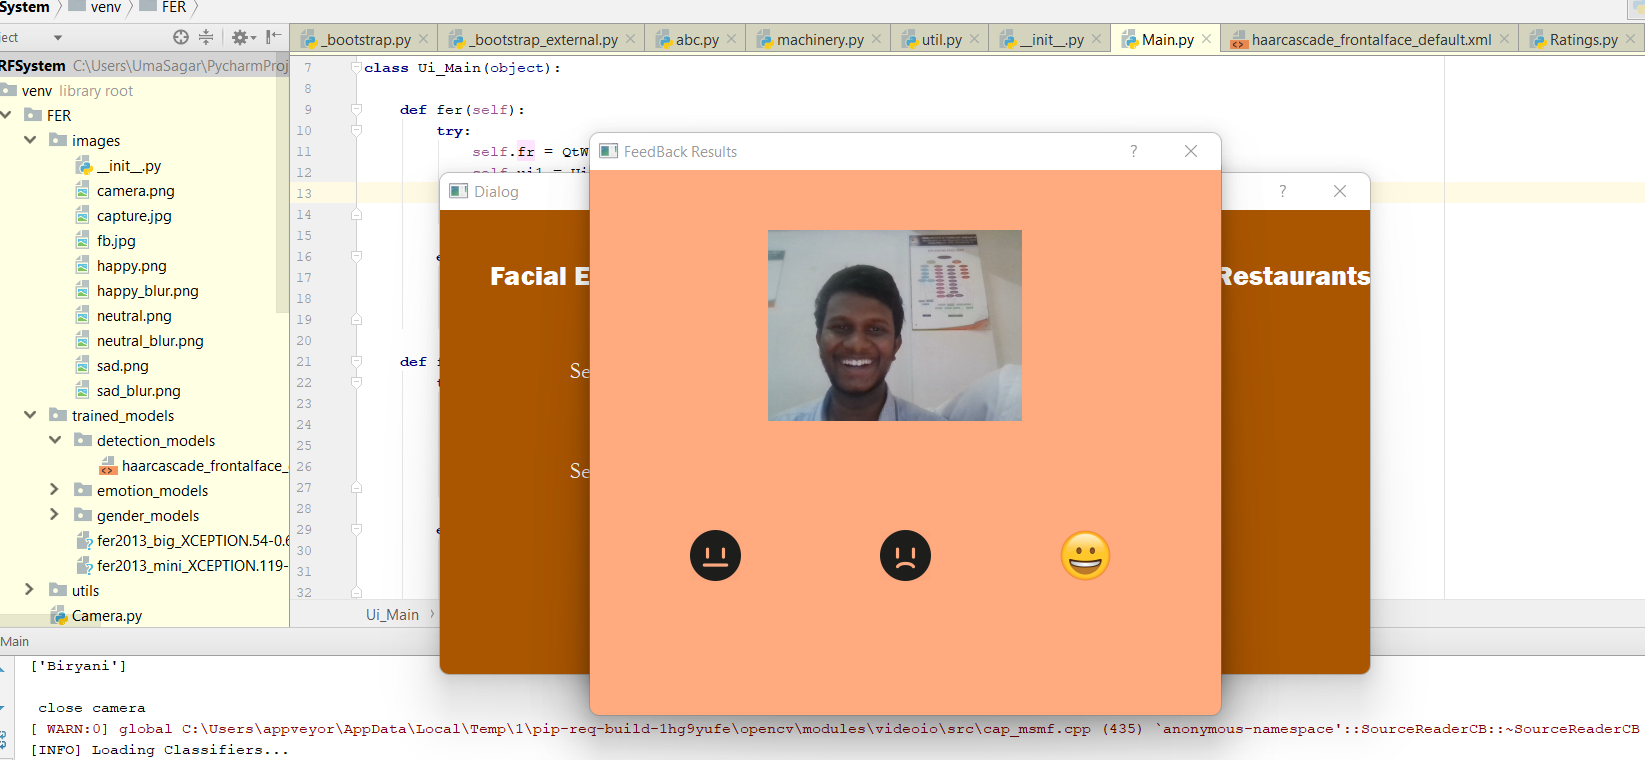 System venv FER
ect
_bootstrap.py _bootstrap_external.py abc.py machinery.py util.py __init__.py Main.py haarcascade_frontalface_default.xml Ratings.py
RFSystem C:\Users\UmaSagar\PycharmProj
venv library root
FER
images
__init__.py
camera.png
capture.jpg
fb.jpg
happy.png
happy_blur.png
neutral.png
neutral_blur.png
sad.png
sad_blur.png
trained_models
detection_models
haarcascade_frontalface_
emotion_models
gender_models
fer2013_big_XCEPTION.54-0.6
fer2013_mini_XCEPTION.119-
utils
Camera.py
7 class Ui_Main(object):
8
9 def fer(self):
10 try:
11 self.fr = QtW
12
13
14
15
16
17
18
19
20
21 def
22
23
24
25
26
27
28
29
30
31
32
Ui_Main
Dialog
Facial E
Restaurants
Se
Se
FeedBack Results
Main
['Biryani']
close camera
[ WARN:0] global C:\Users\appveyor\AppData\Local\Temp\1\pip-req-build-1hg9yufe\opencv\modules\videoio\src\cap_msmf.cpp (435) `anonymous-namespace'::SourceReaderCB::~SourceReaderCB
[INFO] Loading Classifiers...